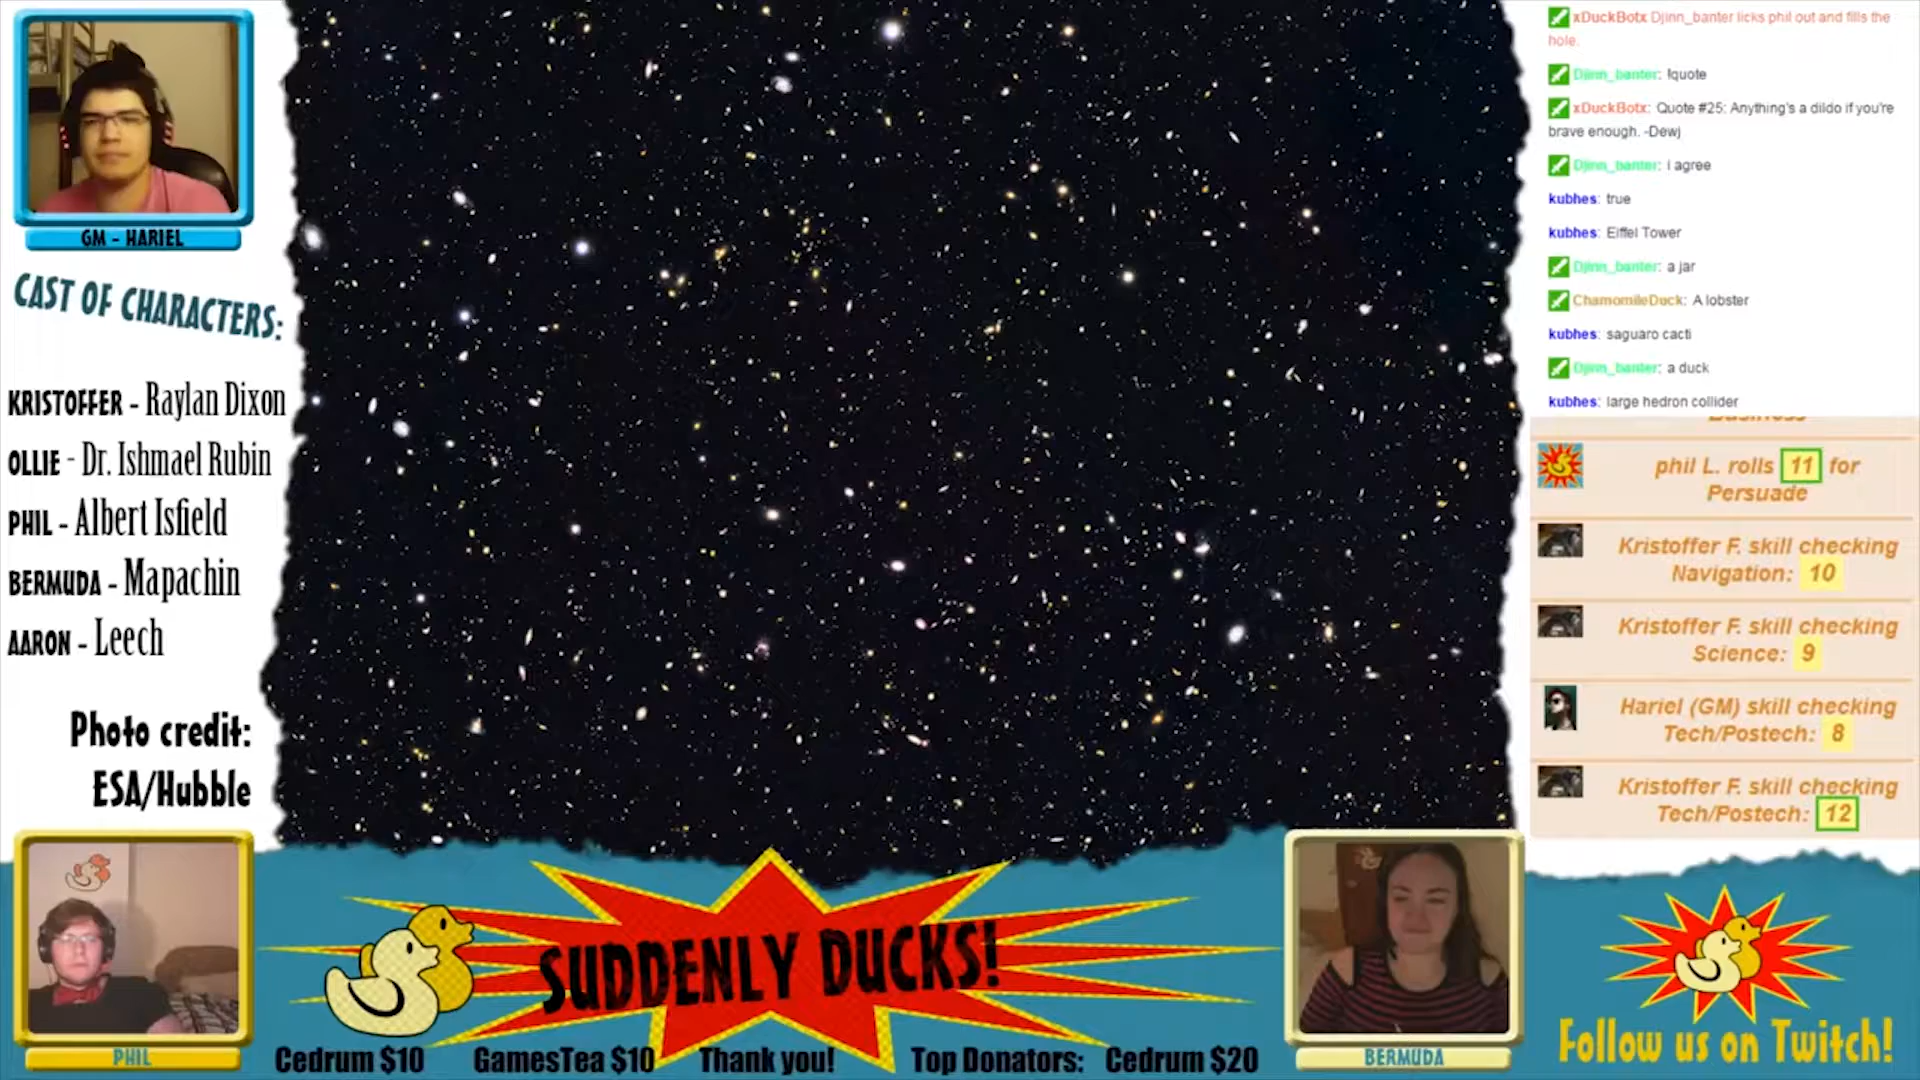 GM - HARIEL
CAST OF CHARACTERS:
KRISTOFFER - Raylan Dixon
OLLIE - Dr. Ishmael Rubin
PHIL - Albert Isfield
BERMUDA - Mapachin
AARON - Leech
Photo credit:
ESA/Hubble
PHIL
SUDDENLY DUCKS!
Cedrum $10 GamesTea $10 Thank you! Top Donators: Cedrum $20
BERMUDA
xDuckBotx Djinn_banter licks phil out and fills the
hole.
Djinn_banter: !quote
xDuckBotx: Quote #25: Anything's a dildo if you're
brave enough. -Dewj
Djinn_banter: i agree
kubhes: true
kubhes: Eiffel Tower
Djinn_banter: a jar
ChamomileDuck: A lobster
kubhes: saguaro cacti
Djinn_banter: a duck
kubhes: large hedron collider
Business
phil L. rolls 11 for
Persuade
Kristoffer F. skill checking
Navigation: 10
Kristoffer F. skill checking
Science: 9
Hariel (GM) skill checking
Tech/Postech: 8
Kristoffer F. skill checking
Tech/Postech: 12
Follow us on Twitch!